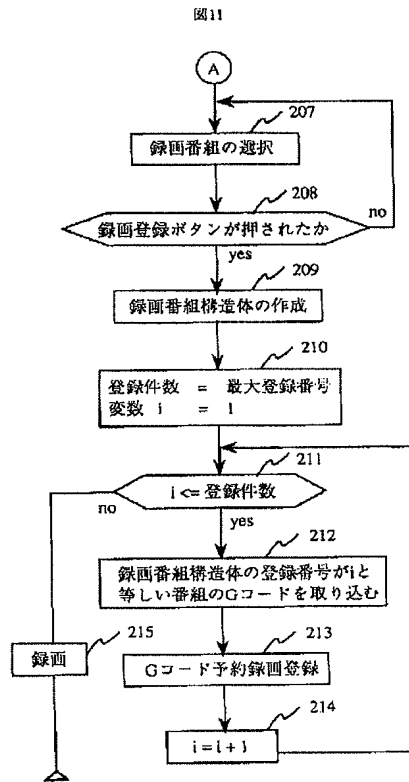 図11
A
207
録画番組の選択
208
録画登録ボタンが押されたか
no
yes
209
録画番組構造体の作成
210
登録件数 = 最大登録番号
変数 i = 1
211
i <= 登録件数
no
yes
212
録画番組構造体の登録番号がiと
等しい番組のGコードを取り込む
215
録画
213
Gコード予約録画登録
214
i = i + 1